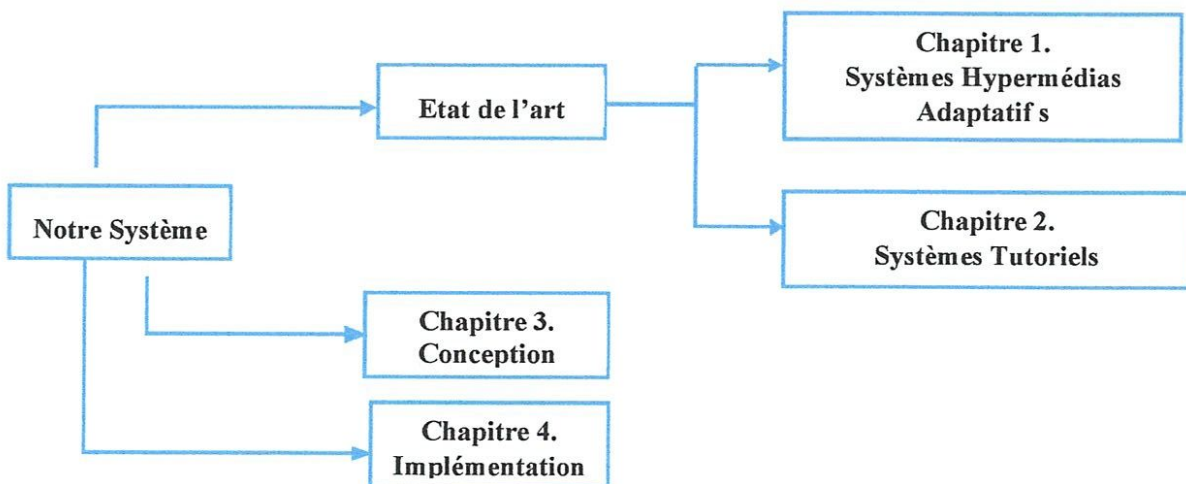 Chapitre 1.
Systèmes Hypermédias
Adaptatif s
Etat de l'art
Notre Système
Chapitre 2.
Systèmes Tutoriels
Chapitre 3.
Conception
Chapitre 4.
Implémentation